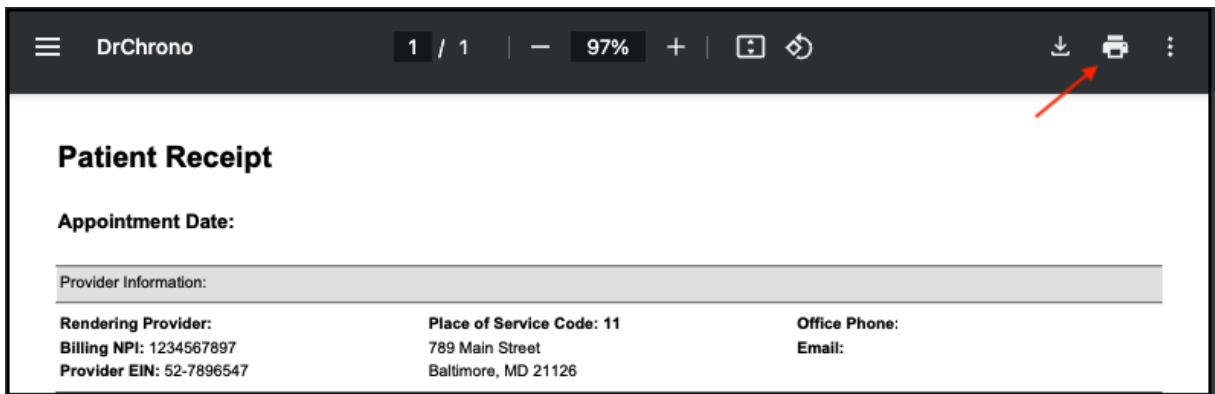 DrChrono 1 / 1 97%
Patient Receipt
Appointment Date:
Provider Information:
Rendering Provider: Place of Service Code: 11 Office Phone:
Billing NPI: 1234567897 789 Main Street Email:
Provider EIN: 52-7896547 Baltimore, MD 21126